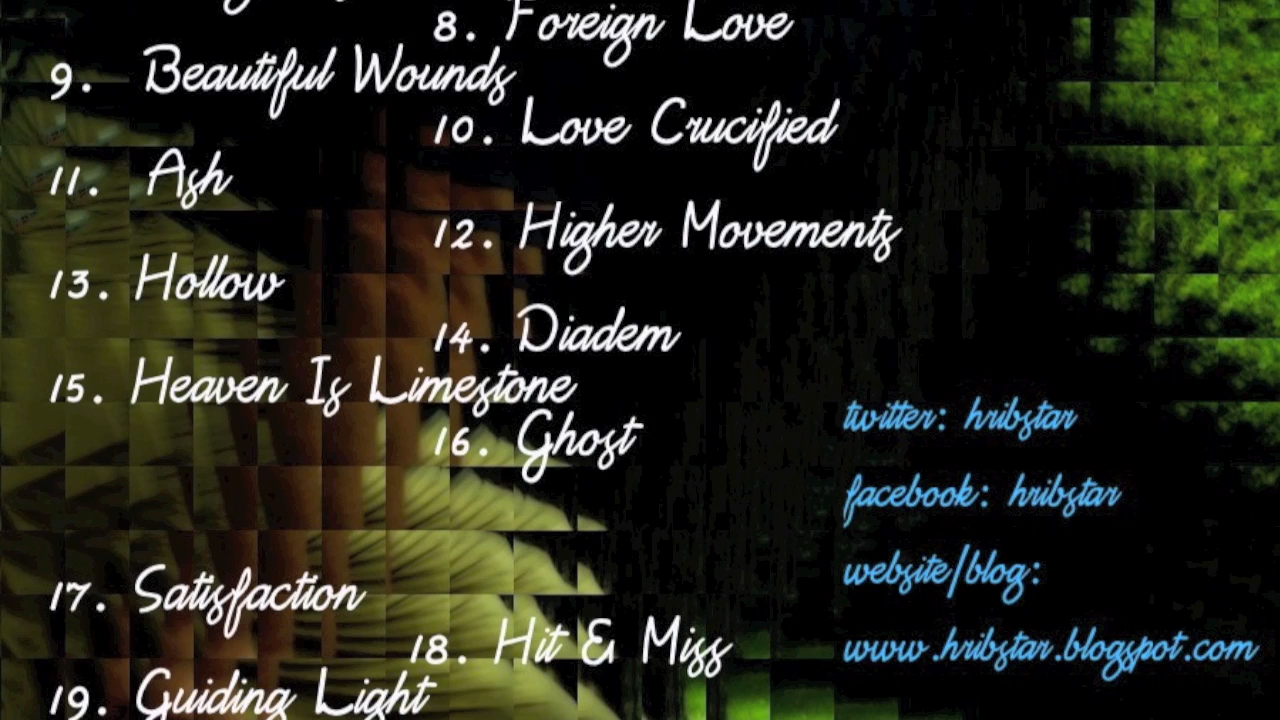 8. Foreign Love
9. Beautiful Wounds
10. Love Crucified
11. Ash
12. Higher Movements
13. Hollow
14. Diadem
15. Heaven Is Limestone
16. Ghost
17. Satisfaction
18. Hit & Miss
19. Guiding Light
twitter: hribstar
facebook: hribstar
website/blog:
www.hribstar.blogspot.com